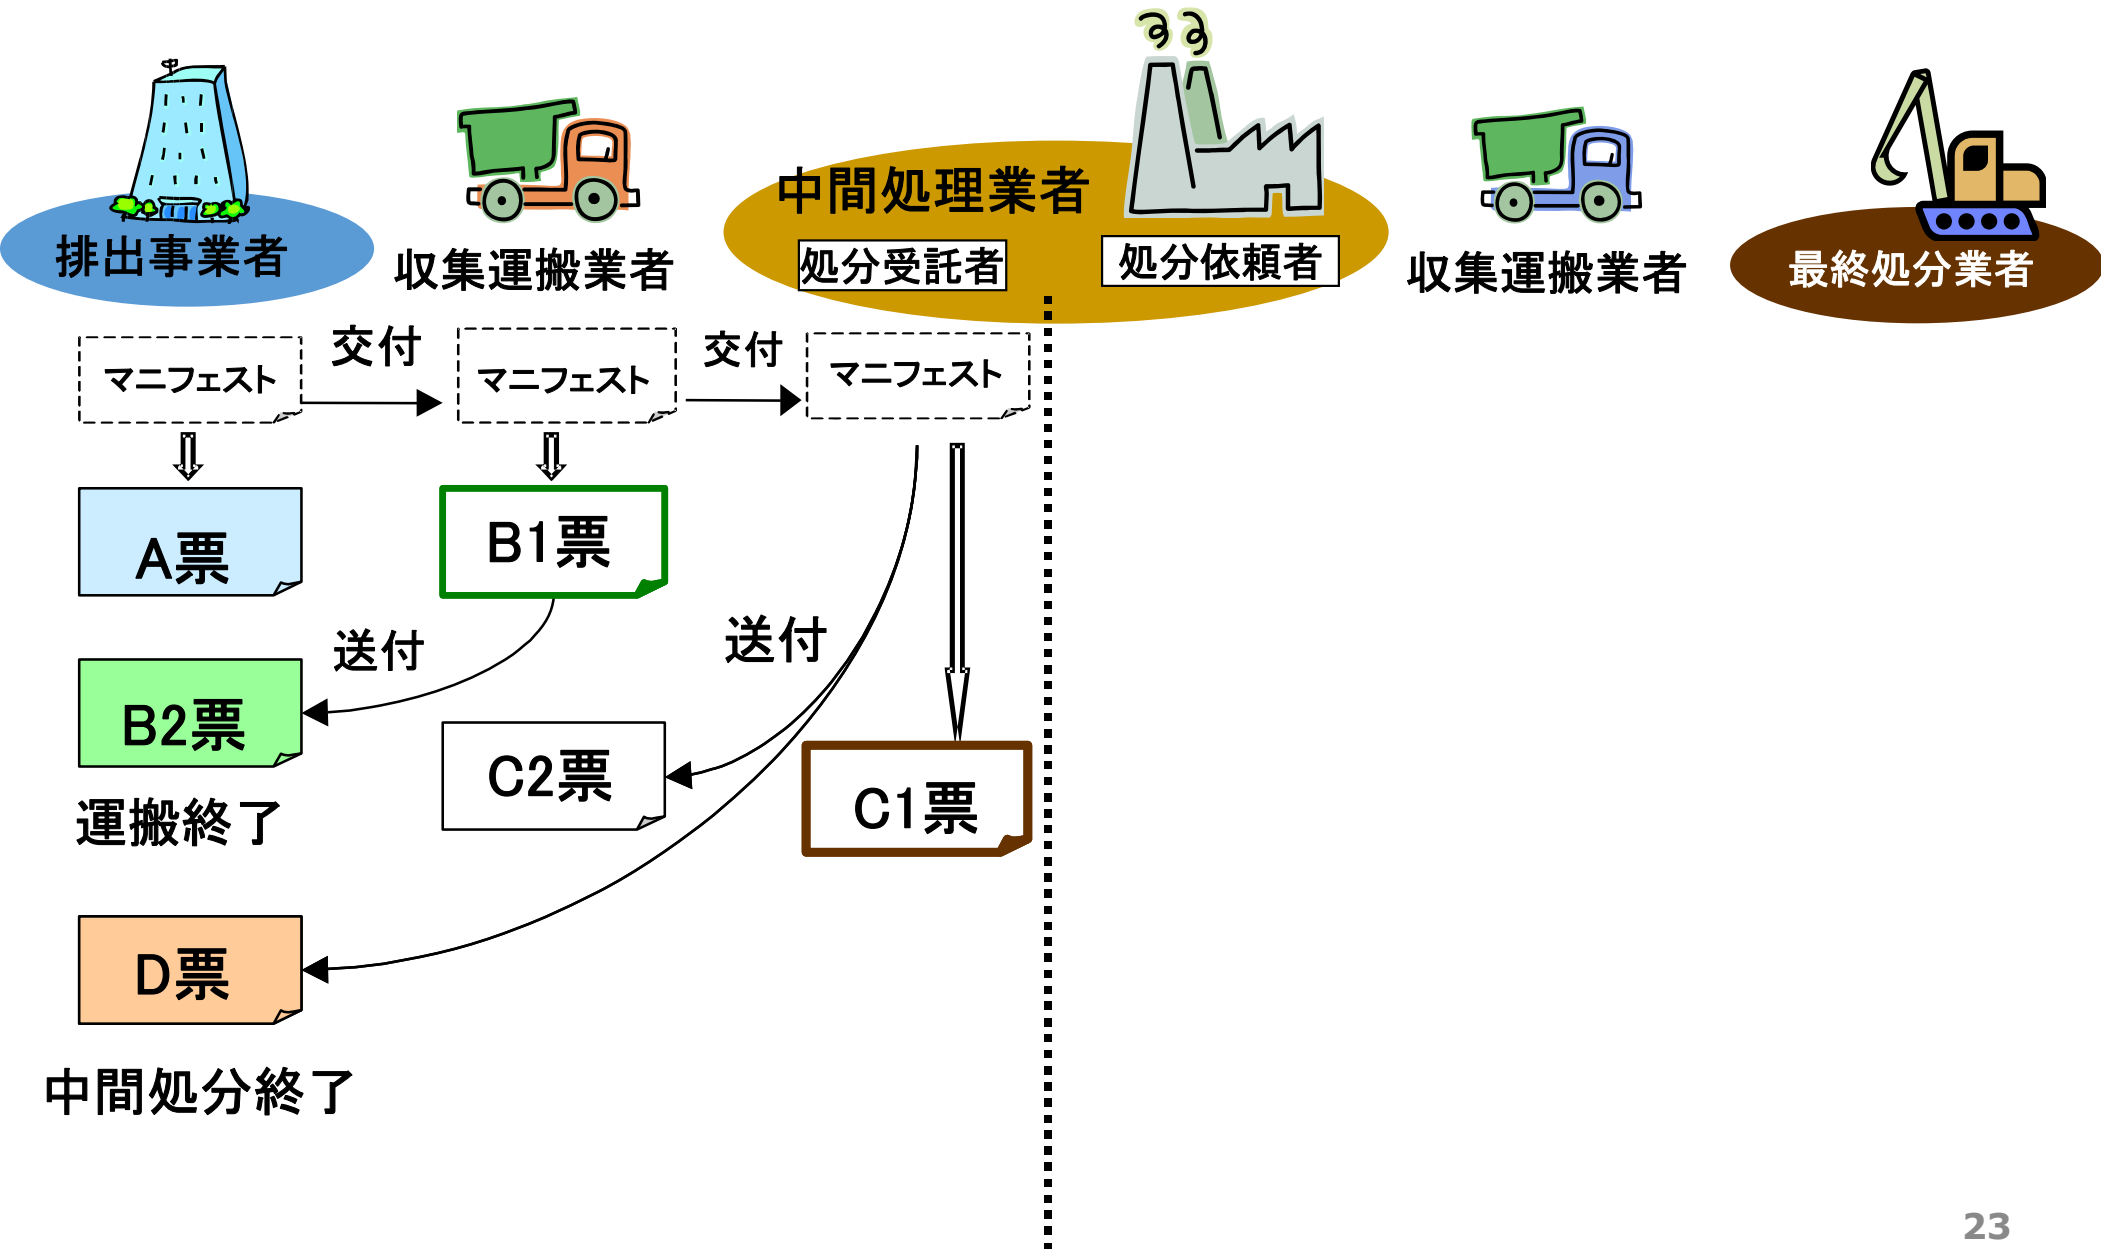 排出事業者
収集運搬業者
中間処理業者
処分受託者
処分依頼者
収集運搬業者
最終処分業者
マニフェスト
交付
マニフェスト
交付
マニフェスト
A票
B1票
送付
送付
B2票
C2票
C1票
運搬終了
D票
中間処分終了
23